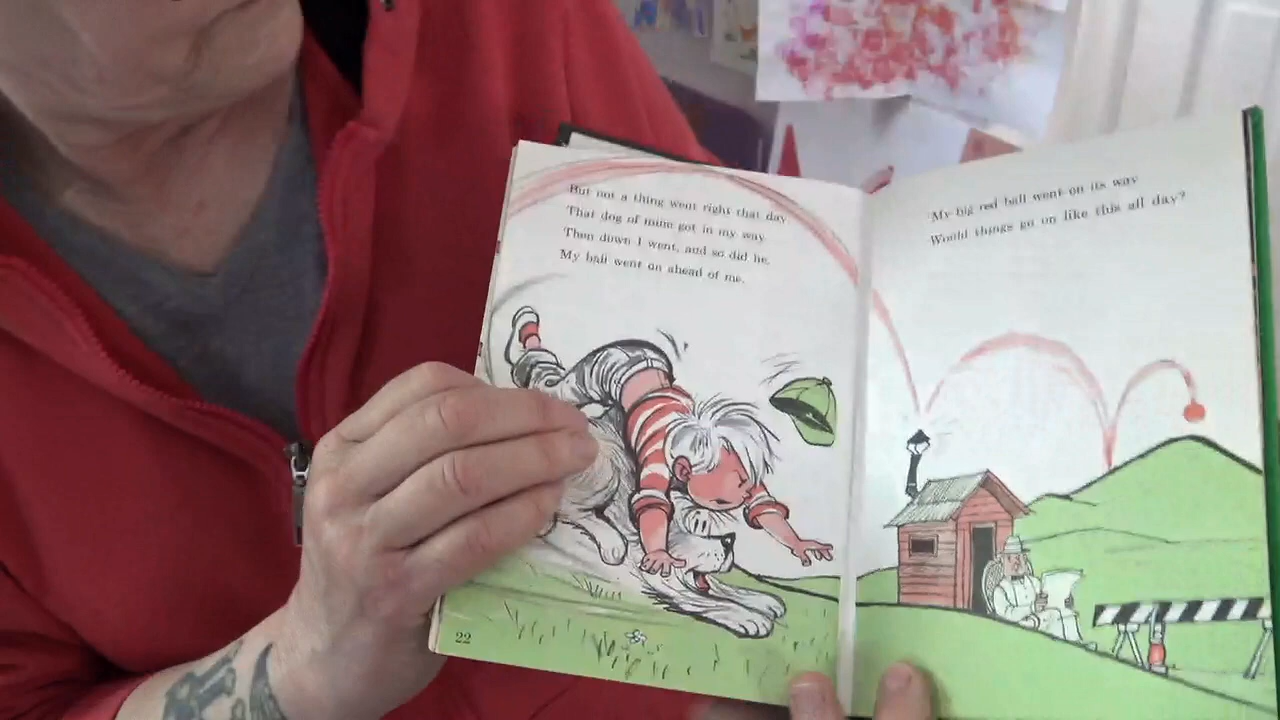 But not a thing went right that day.
That dog of mine got in my way.
Then down I went, and so did he.
My ball went on ahead of me.
22
My big red ball went on its way
Would things go on like this all day?